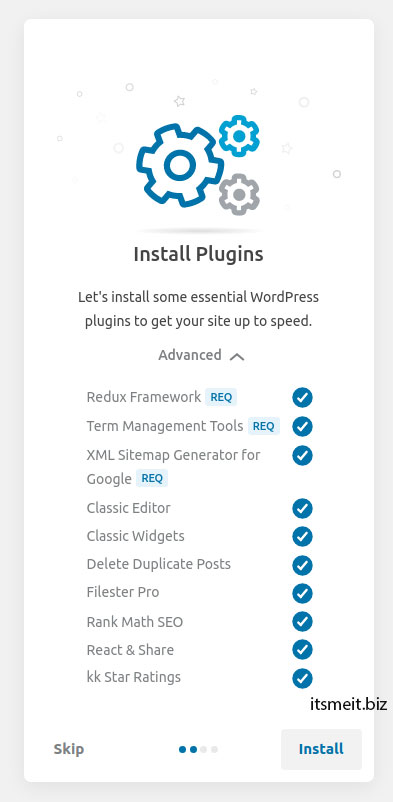 Install Plugins
Let's install some essential WordPress
plugins to get your site up to speed.
Advanced
Redux Framework REQ
Term Management Tools REQ
XML Sitemap Generator for
Google REQ
Classic Editor
Classic Widgets
Delete Duplicate Posts
Filester Pro
Rank Math SEO
React & Share
kk Star Ratings
itsmeit.biz
Skip
Install